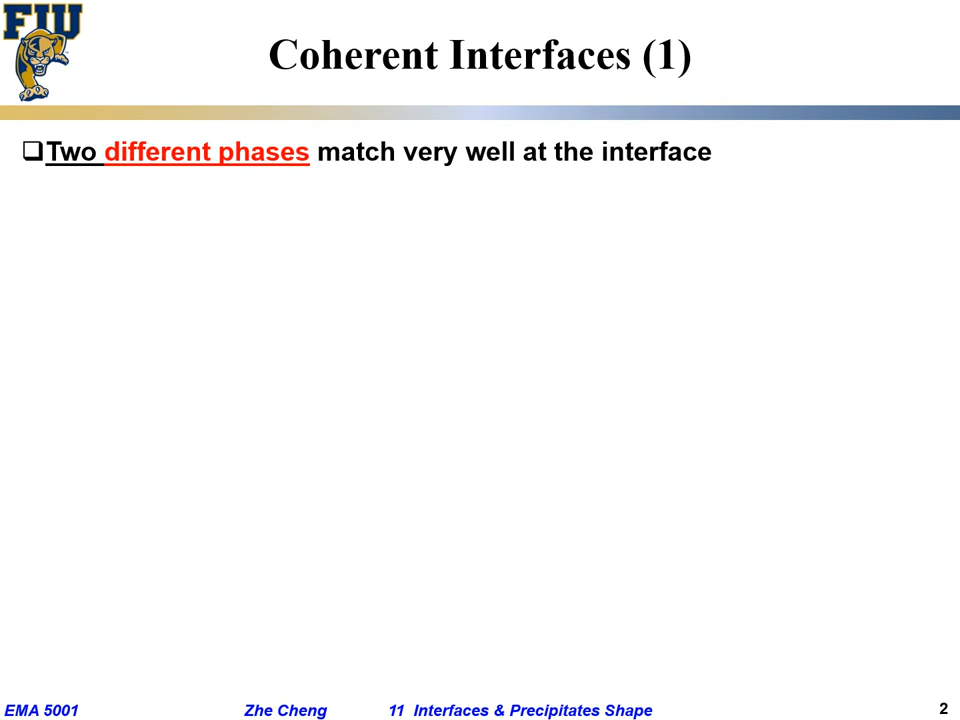 FIU
Coherent Interfaces (1)
❑Two different phases match very well at the interface
EMA 5001 Zhe Cheng 11 Interfaces & Precipitates Shape 2